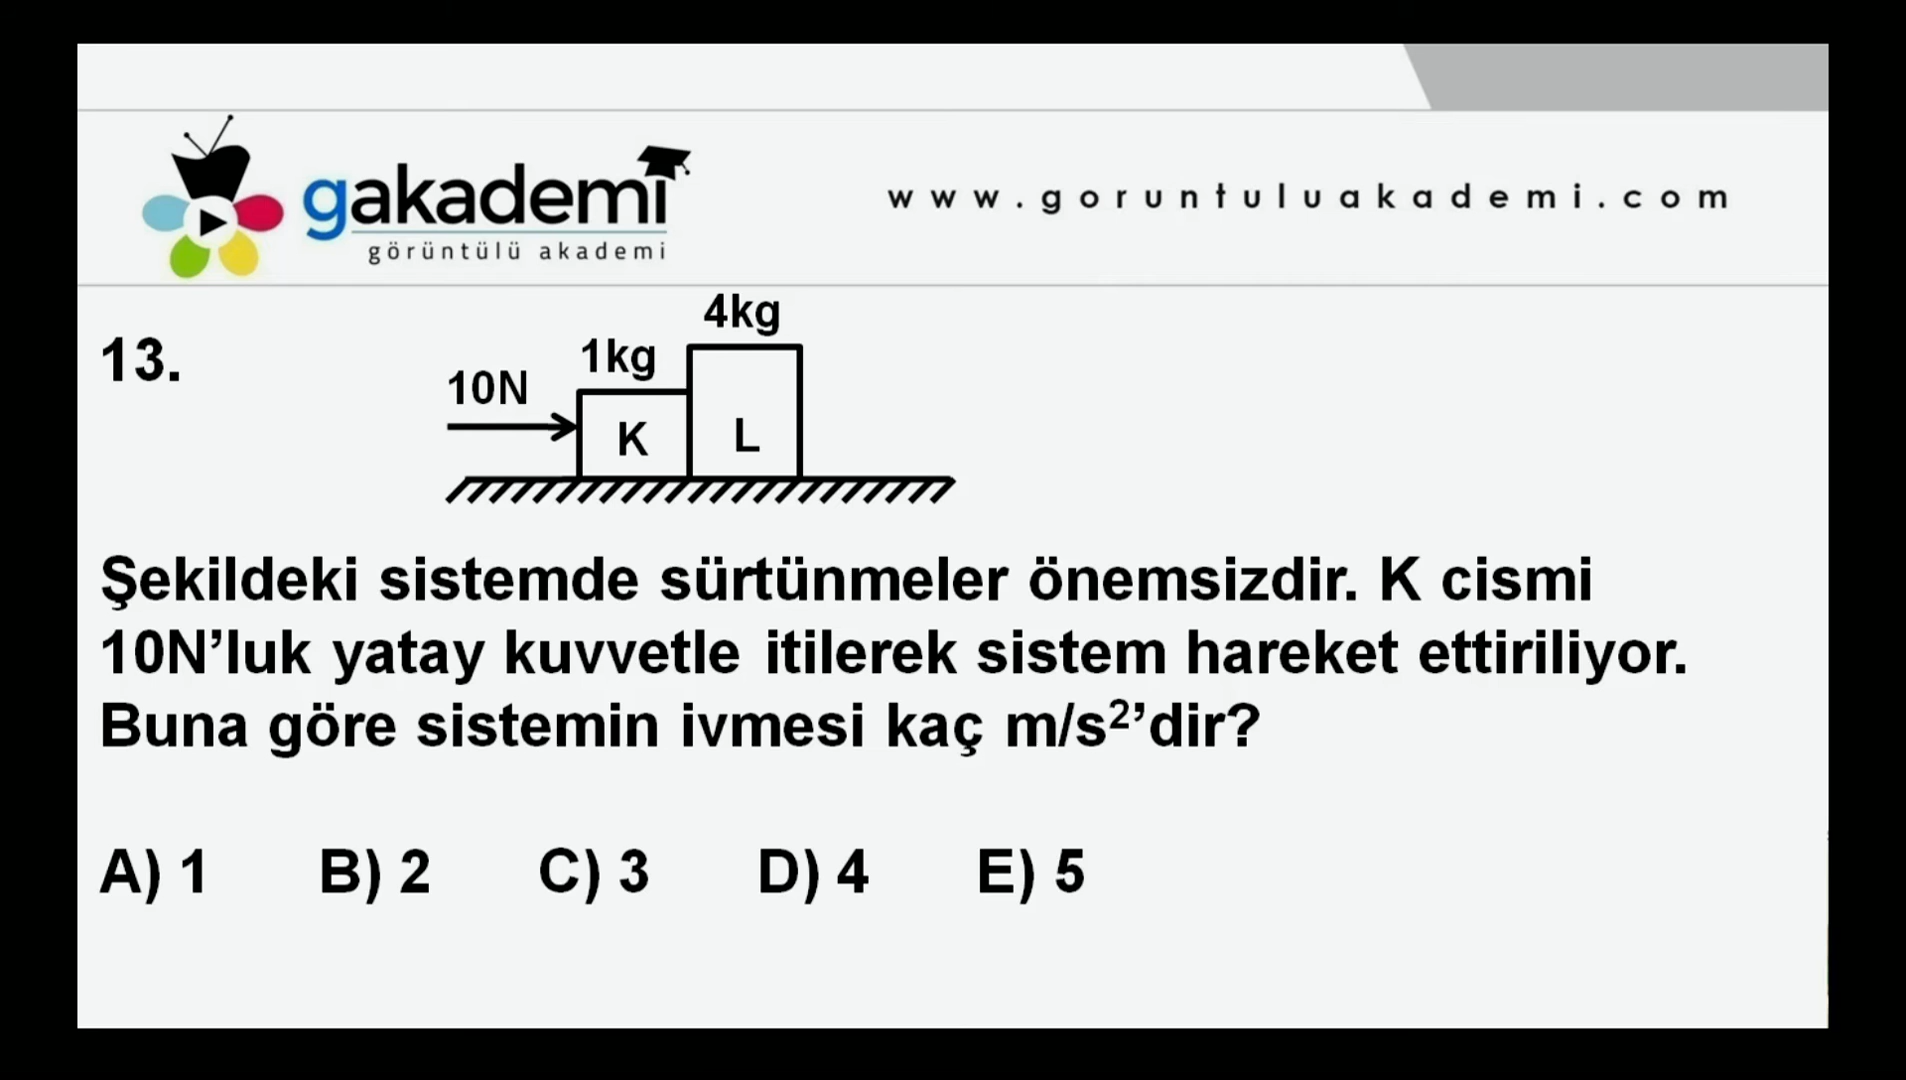 gakademi
görüntülü akademi
www.goruntuluakademi.com
13.
4kg
1kg
10N
K
L
Şekildeki sistemde sürtünmeler önemsizdir. K cismi
10N’luk yatay kuvvetle itilerek sistem hareket ettiriliyor.
Buna göre sistemin ivmesi kaç m/s²’dir?
A) 1 B) 2 C) 3 D) 4 E) 5